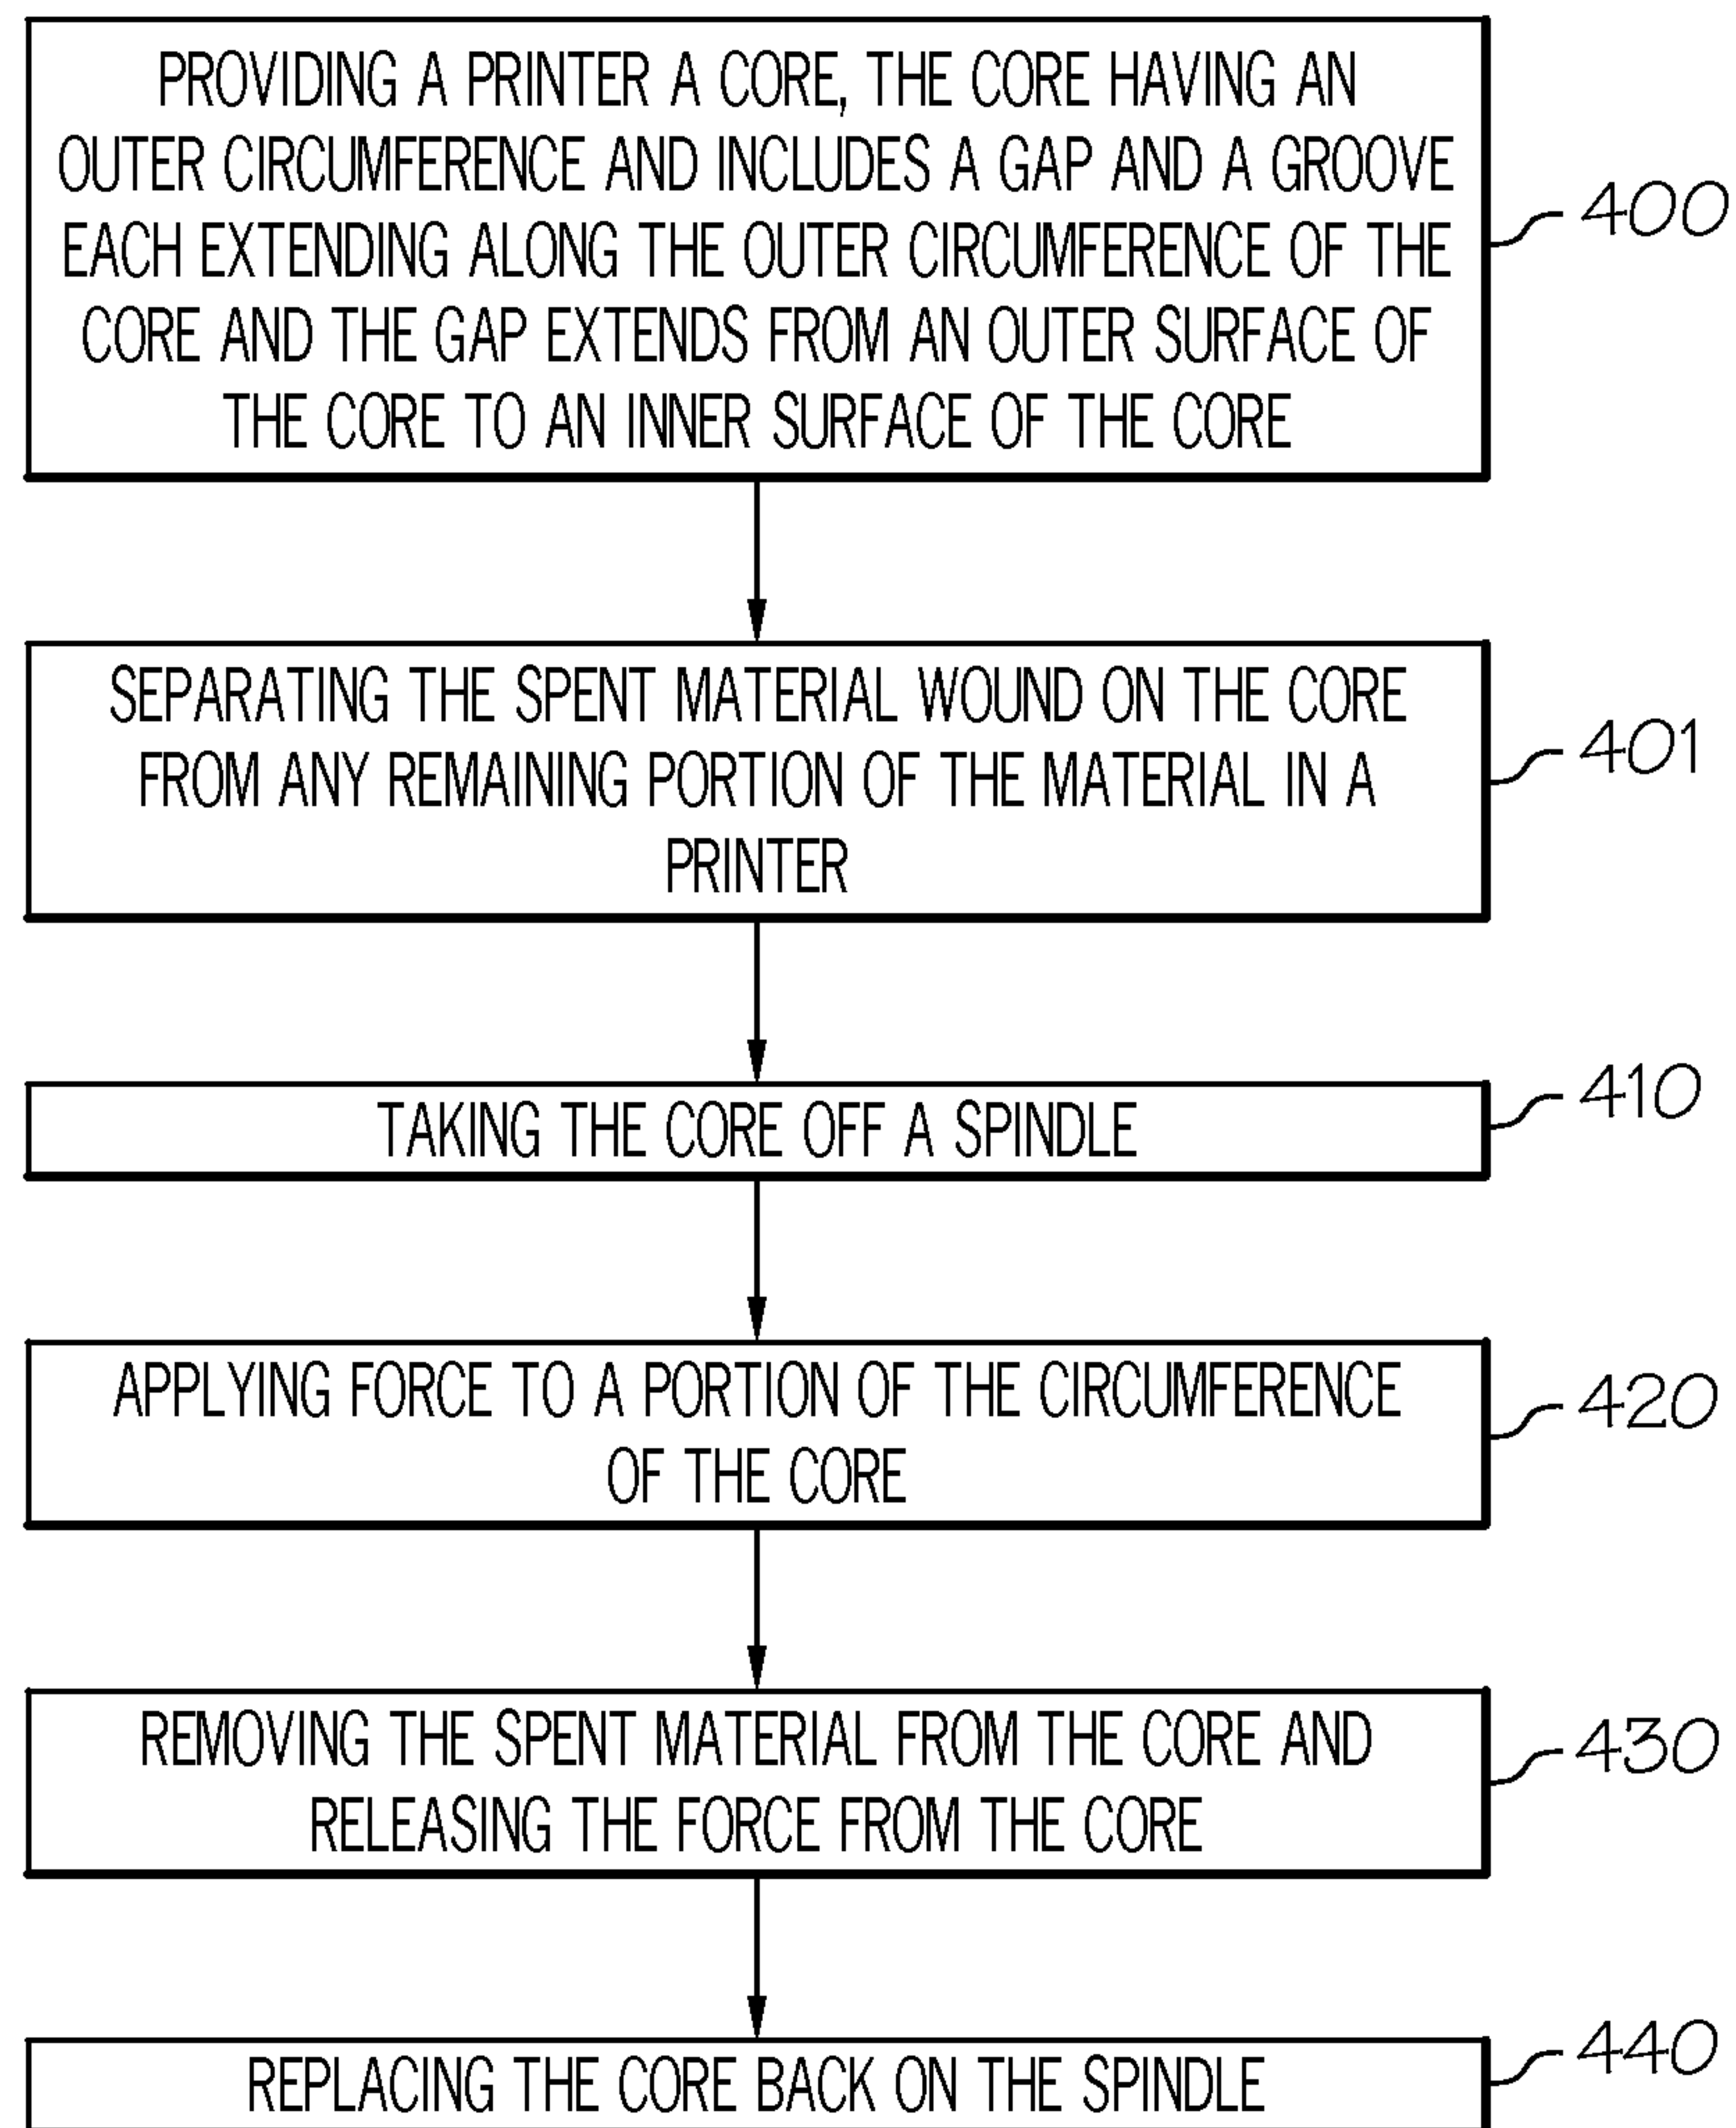 PROVIDING A PRINTER A CORE, THE CORE HAVING AN
OUTER CIRCUMFERENCE AND INCLUDES A GAP AND A GROOVE
EACH EXTENDING ALONG THE OUTER CIRCUMFERENCE OF THE
CORE AND THE GAP EXTENDS FROM AN OUTER SURFACE OF
THE CORE TO AN INNER SURFACE OF THE CORE
400
SEPARATING THE SPENT MATERIAL WOUND ON THE CORE
FROM ANY REMAINING PORTION OF THE MATERIAL IN A
PRINTER
401
TAKING THE CORE OFF A SPINDLE
410
APPLYING FORCE TO A PORTION OF THE CIRCUMFERENCE
OF THE CORE
420
REMOVING THE SPENT MATERIAL FROM THE CORE AND
RELEASING THE FORCE FROM THE CORE
430
REPLACING THE CORE BACK ON THE SPINDLE
440